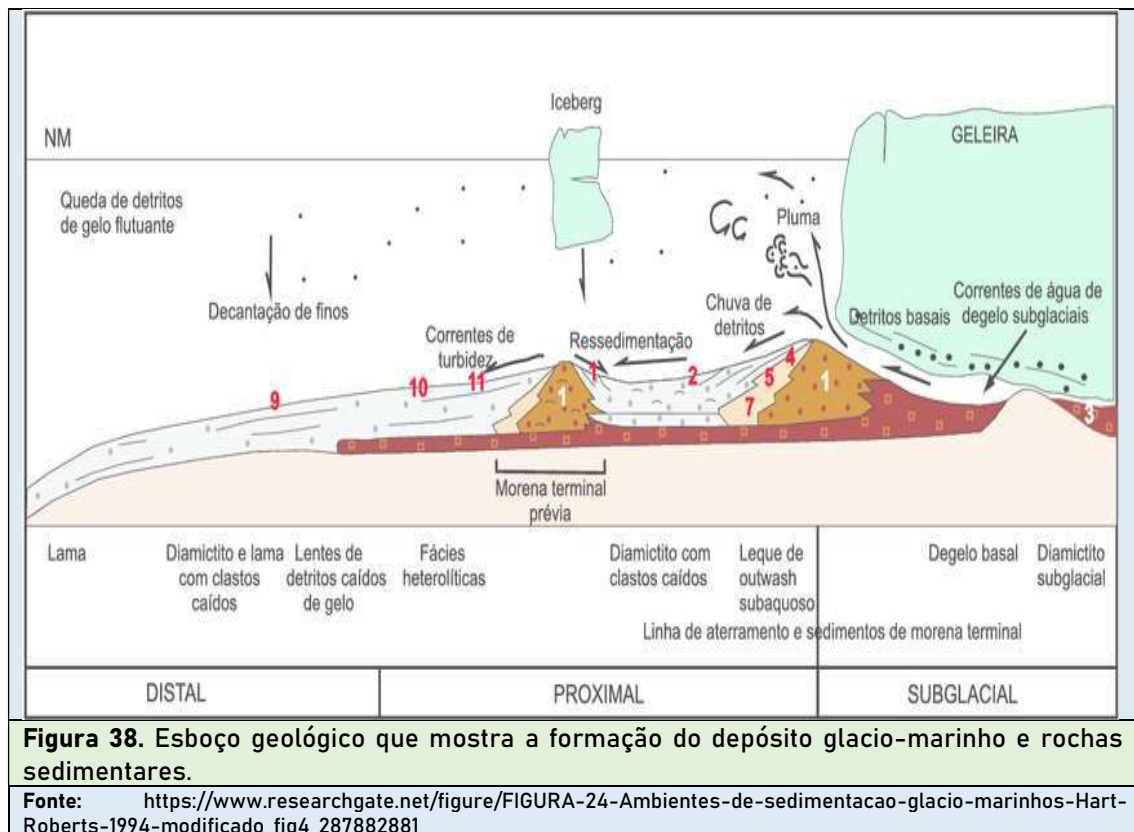 Iceberg
NM
GELEIRA
Queda de detritos
de gelo flutuante
Pluma
Correntes de água de
degelo subglaciais
Detritos basais
Decantação de finos
Chuva de
detritos
Correntes de
turbidez
Ressedimentação
9
10
11
1
1
2
4
5
7
1
3
Morena terminal
prévia
Lama
Diamictito e lama
com clastos
caídos
Lentes de
detritos caídos
de gelo
Fácies
heterolíticas
Diamictito com
clastos caídos
Leque de
outwash
subaquoso
Degelo basal
Diamictito
subglacial
Linha de aterramento e sedimentos de morena terminal
DISTAL
PROXIMAL
SUBGLACIAL
Figura 38. Esboço geológico que mostra a formação do depósito glacio-marinho e rochas
sedimentares.
Fonte: https://www.researchgate.net/figure/FIGURA-24-Ambientes-de-sedimentacao-glacio-marinhos-Hart-
Roberts-1994-modificado_fig4_287882881